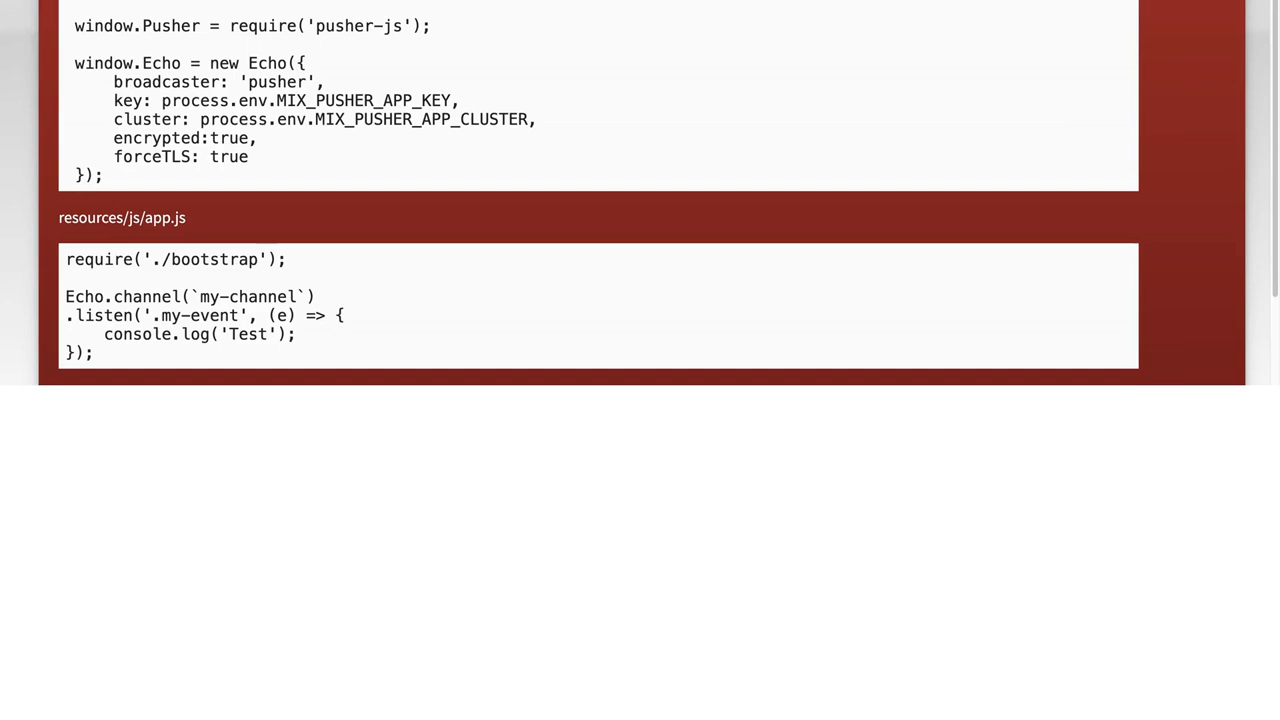 window.Pusher = require('pusher-js');
window.Echo = new Echo({
broadcaster: 'pusher',
key: process.env.MIX_PUSHER_APP_KEY,
cluster: process.env.MIX_PUSHER_APP_CLUSTER,
encrypted:true,
forceTLS: true
});
resources/js/app.js
require('./bootstrap');
Echo.channel(`my-channel`)
.listen('.my-event', (e) => {
console.log('Test');
});